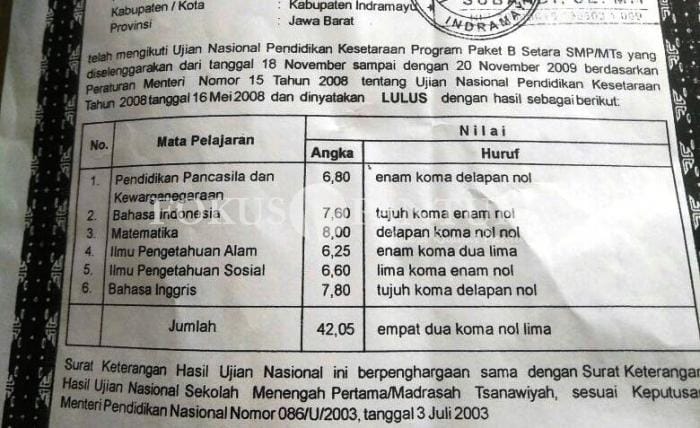 Kabupaten / Kota : Kabupaten Indramayu
Provinsi : Jawa Barat
INDRAMAYU
telah mengikuti Ujian Nasional Pendidikan Kesetaraan Program Paket B Setara SMP/MTs yang
diselenggarakan dari tanggal 18 November sampai dengan 20 November 2009 berdasarkan
Peraturan Menteri Nomor 15 Tahun 2008 tentang Ujian Nasional Pendidikan Kesetaraan
Tahun 2008 tanggal 16 Mei 2008 dan dinyatakan LULUS dengan hasil sebagai berikut:
No. Mata Pelajaran Nilai
Angka Huruf
1. Pendidikan Pancasila dan 6,80 enam koma delapan nol
Kewarganegaraan
2. Bahasa Indonesia 7,60 tujuh koma enam nol
3. Matematika 8,00 delapan koma nol nol
4. Ilmu Pengetahuan Alam 6,25 enam koma dua lima
5. Ilmu Pengetahuan Sosial 6,60 lima koma enam nol
6. Bahasa Inggris 7,80 tujuh koma delapan nol
Jumlah 42,05 empat dua koma nol lima
Surat Keterangan Hasil Ujian Nasional ini berpenghargaan sama dengan Surat Keterangan
Hasil Ujian Nasional Sekolah Menengah Pertama/Madrasah Tsanawiyah, sesuai Keputusan
Menteri Pendidikan Nasional Nomor 086/U/2003, tanggal 3 Juli 2003